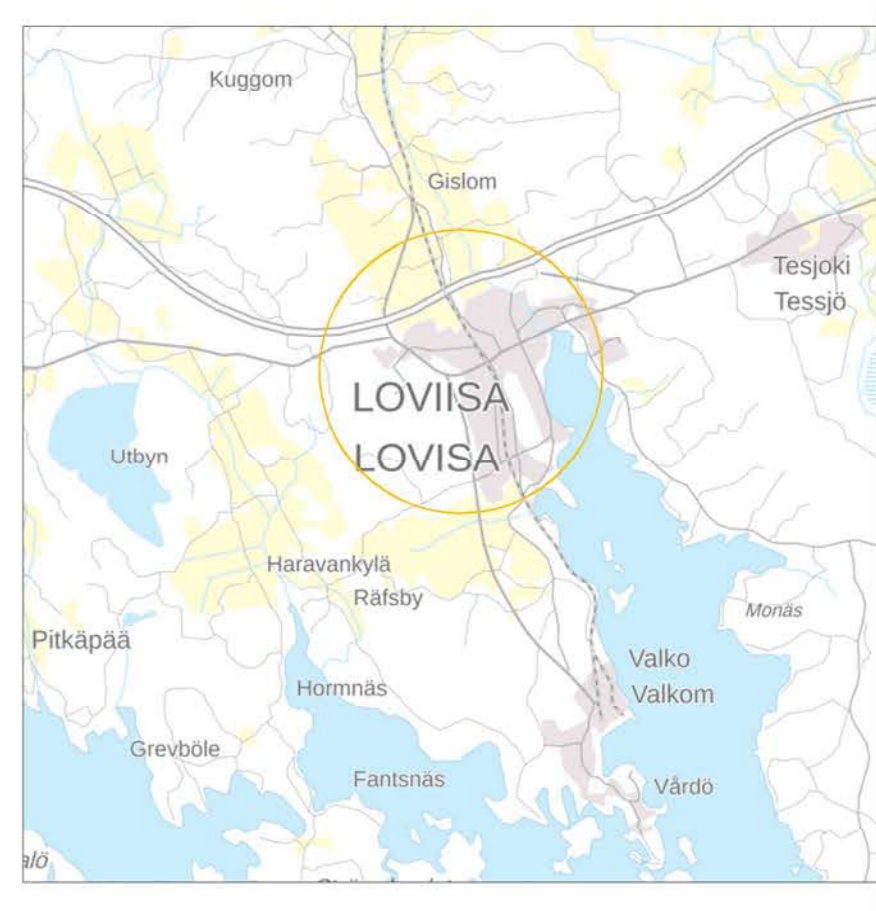 Kuggom
Gislom
Tesjoki
Tessjö
LOVIISA
LOVISA
Utbyn
Haravankylä
Räfsby
Monäs
Pitkäpää
Valko
Valkom
Hormnäs
Grevböle
Fantsnäs
Vårdö